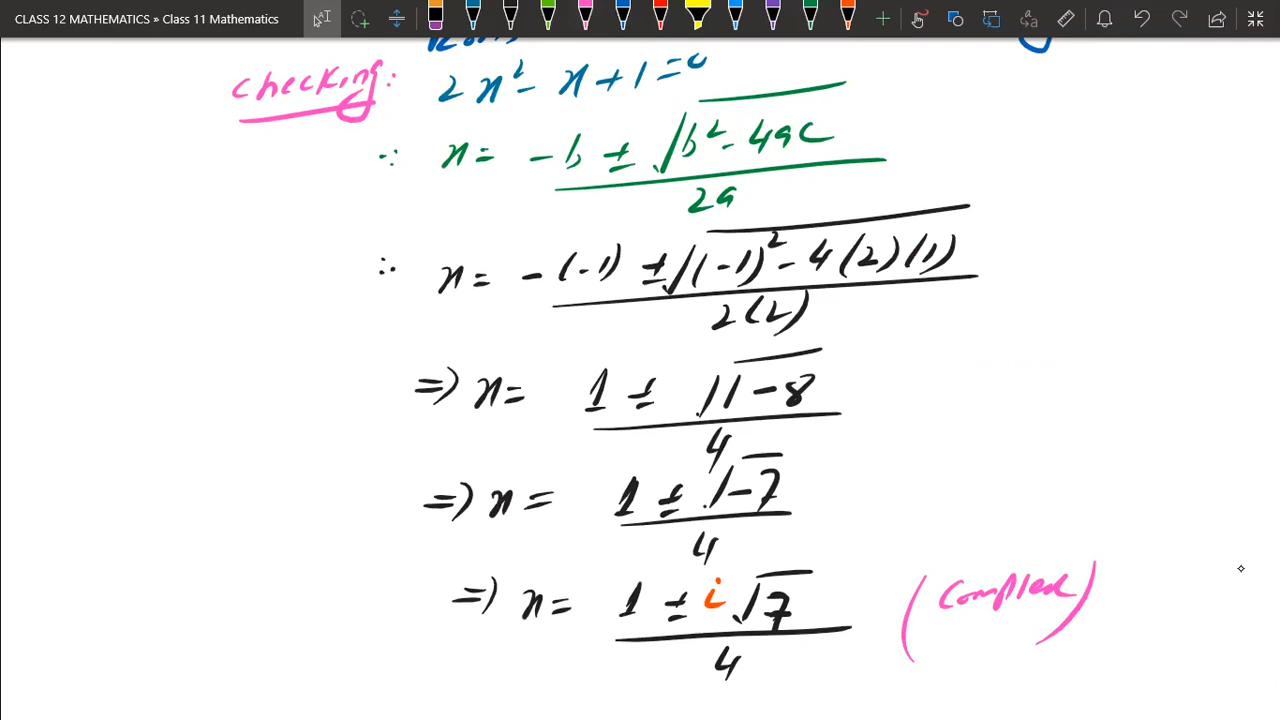 CLASS 12 MATHEMATICS » Class 11 Mathematics
checking: 2x² - x + 1 = 0
∵ x = (-b ± √(b² - 4ac)) / 2a
∴ x = (-(-1) ± √((-1)² - 4(2)(1))) / 2(2)
=> x = (1 ± √(1 - 8)) / 4
=> x = (1 ± √-7) / 4
=> x = (1 ± i√7) / 4 (Complex)